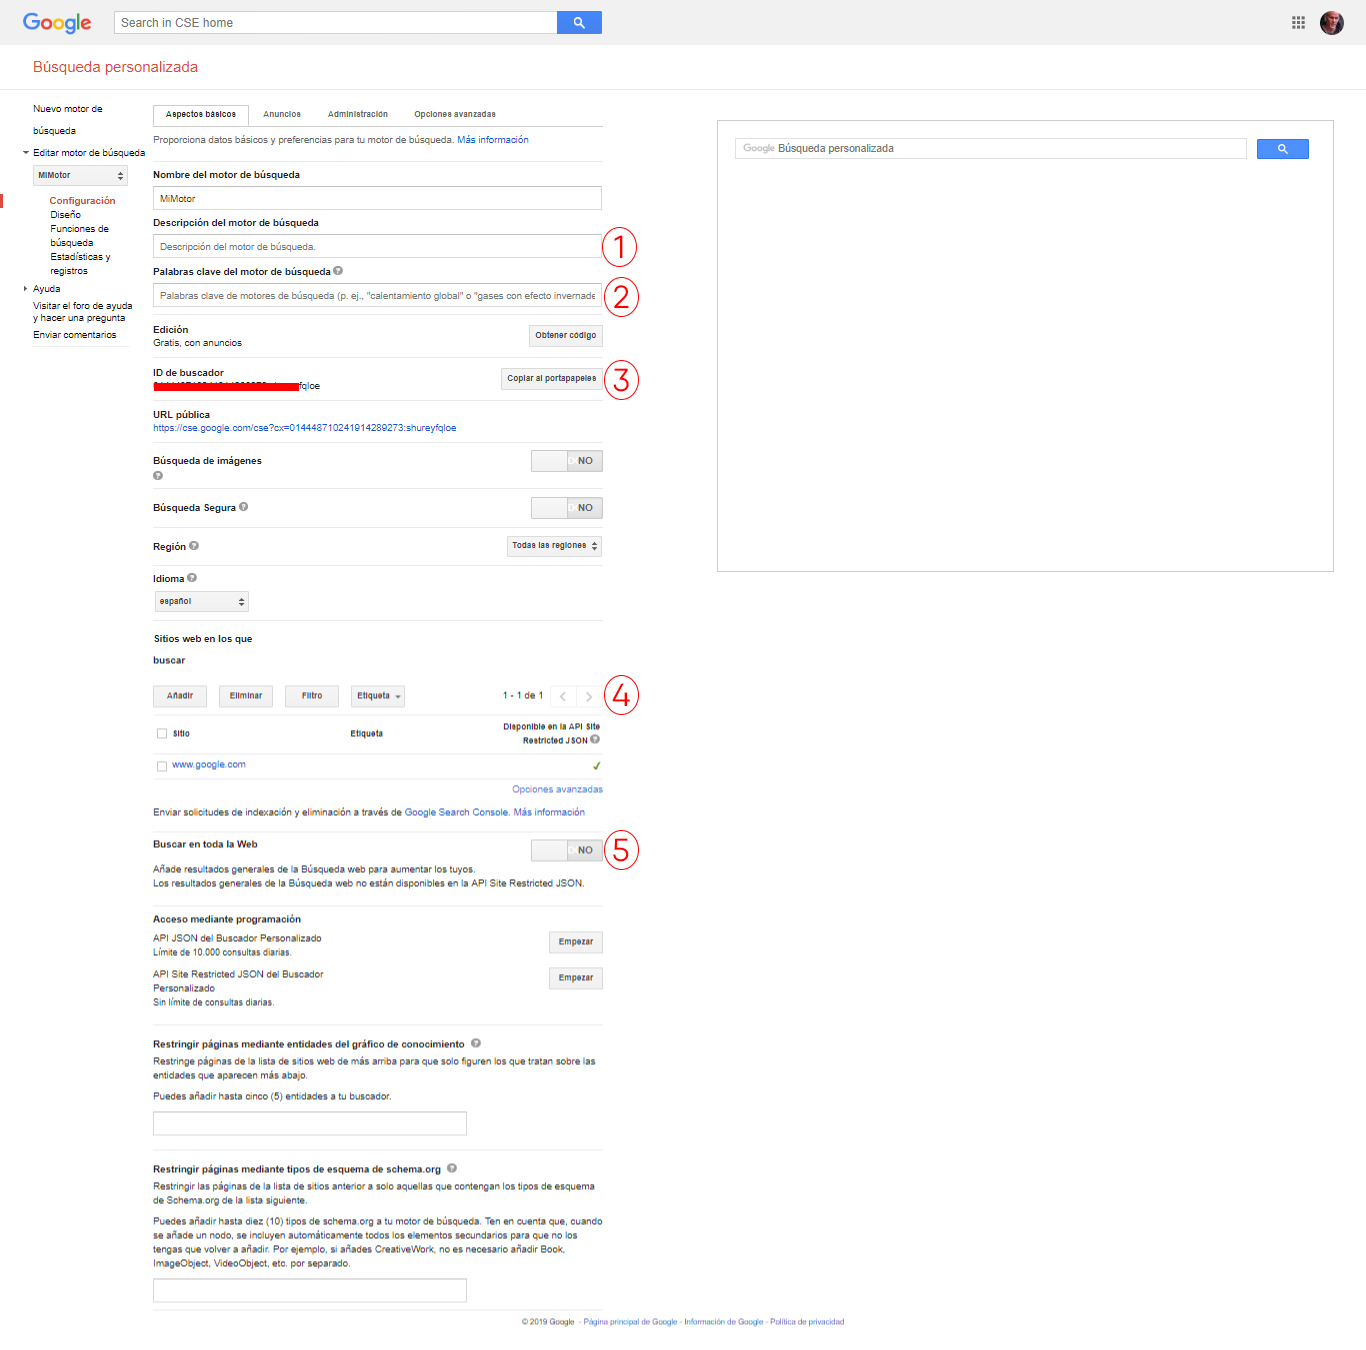 Google
Search in CSE home
Búsqueda personalizada
Nuevo motor de
búsqueda
Editar motor de búsqueda
MiMotor
Configuración
Diseño
Funciones de
búsqueda
Estadísticas y
registros
Ayuda
Visitar el foro de ayuda
y hacer una pregunta
Enviar comentarios
Aspectos básicos Anuncios Administración Opciones avanzadas
Proporciona datos básicos y preferencias para tu motor de búsqueda. Más información
Nombre del motor de búsqueda
MiMotor
Descripción del motor de búsqueda
Descripción del motor de búsqueda. 1
Palabras clave del motor de búsqueda ?
Palabras clave de motores de búsqueda (p. ej., "calentamiento global" o "gases con efecto invernade 2
Edición
Gratis, con anuncios
Obtener código
ID de buscador
fqloe
Copiar al portapapeles 3
URL pública
https://cse.google.com/cse?cx=014448710241914289273:shureyfqloe
Búsqueda de imágenes NO
?
Búsqueda Segura ? NO
Región ? Todas las regiones
Idioma ?
español
Sitios web en los que
buscar
Añadir Eliminar Filtro Etiqueta 1 - 1 de 1 < > 4
Sitio Etiqueta Disponible en la API Site
Restricted JSON ?
www.google.com ✓
Opciones avanzadas
Enviar solicitudes de indexación y eliminación a través de Google Search Console. Más información
Buscar en toda la Web NO 5
Añade resultados generales de la Búsqueda web para aumentar los tuyos.
Los resultados generales de la Búsqueda web no están disponibles en la API Site Restricted JSON.
Acceso mediante programación
API JSON del Buscador Personalizado
Límite de 10.000 consultas diarias.
Empezar
API Site Restricted JSON del Buscador
Personalizado
Sin límite de consultas diarias.
Empezar
Restringir páginas mediante entidades del gráfico de conocimiento ?
Restringe páginas de la lista de sitios web de más arriba para que solo figuren los que tratan sobre las
entidades que aparecen más abajo.
Puedes añadir hasta cinco (5) entidades a tu buscador.
Restringir páginas mediante tipos de esquema de schema.org ?
Restringir las páginas de la lista de sitios anterior a solo aquellas que contengan los tipos de esquema
de Schema.org de la lista siguiente.
Puedes añadir hasta diez (10) tipos de schema.org a tu motor de búsqueda. Ten en cuenta que, cuando
se añade un nodo, se incluyen automáticamente todos los elementos secundarios para que no los
tengas que volver a añadir. Por ejemplo, si añades CreativeWork, no es necesario añadir Book,
ImageObject, VideoObject, etc. por separado.
Google Búsqueda personalizada
© 2019 Google - Página principal de Google - Información de Google - Política de privacidad